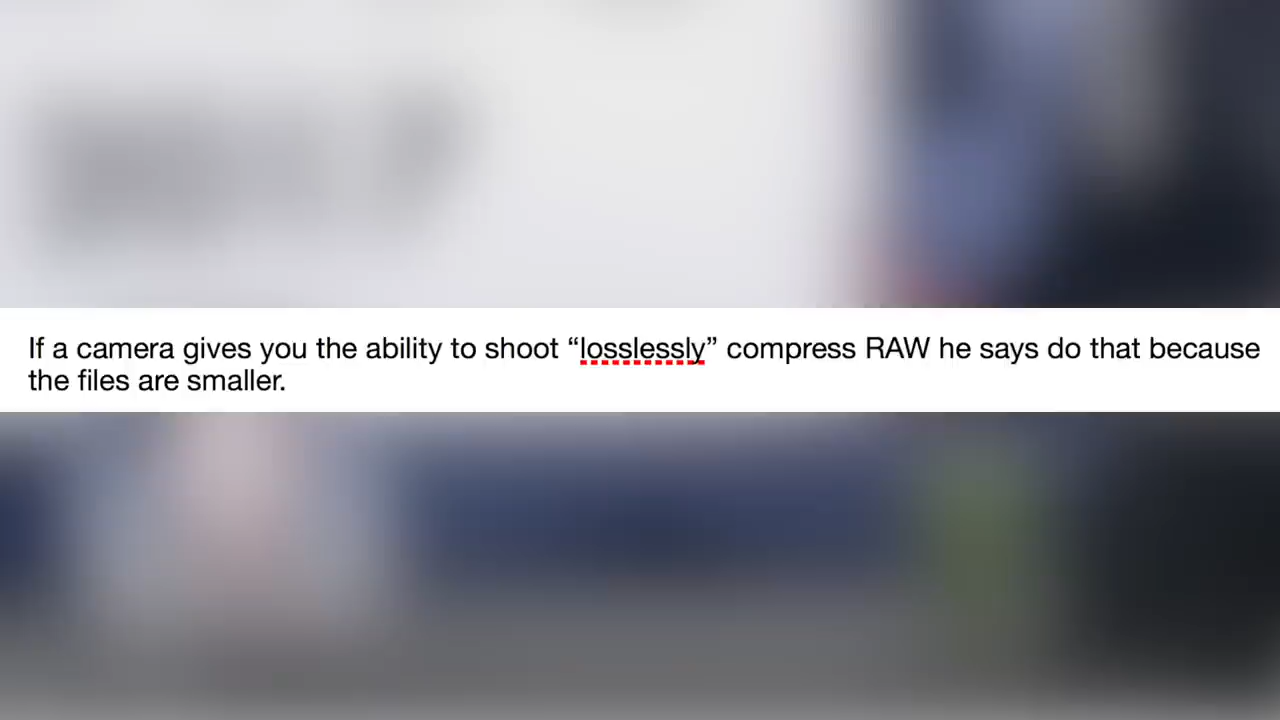 If a camera gives you the ability to shoot “losslessly” compress RAW he says do that because
the files are smaller.